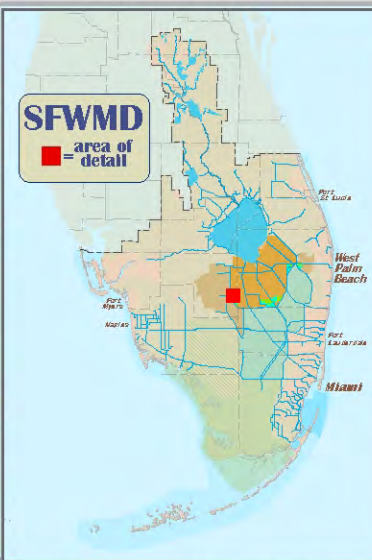 SFWMD
= area of
detail
Port
St Lucie
West
Palm
Beach
Fort
Myers
Naples
Fort
Lauderdale
Miami